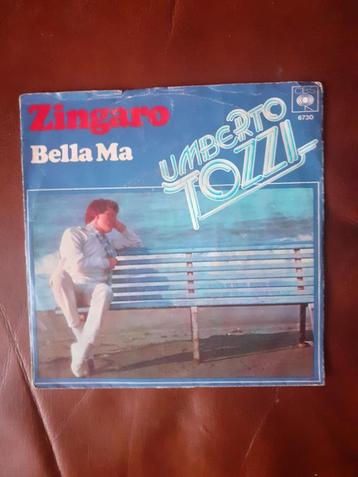 Zingaro
Bella Ma
UMBERTO
TOZZI
CBS
6730